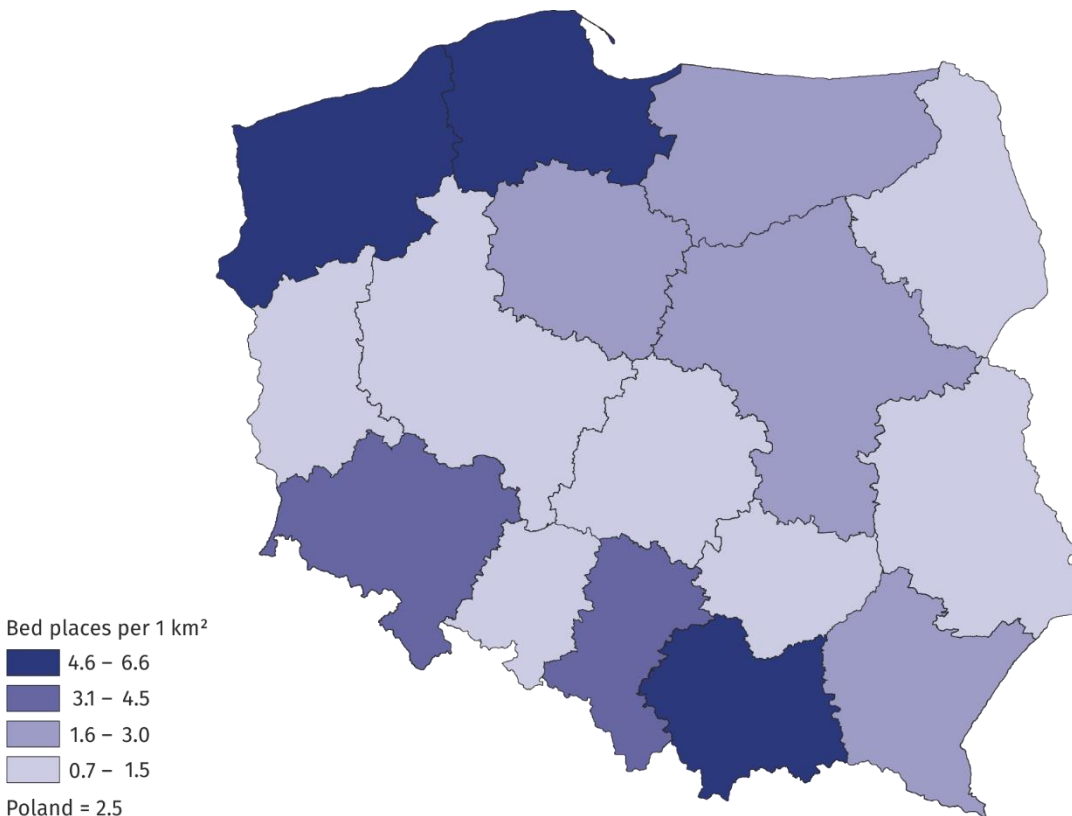 Bed places per 1 km²
4.6 – 6.6
3.1 – 4.5
1.6 – 3.0
0.7 – 1.5
Poland = 2.5